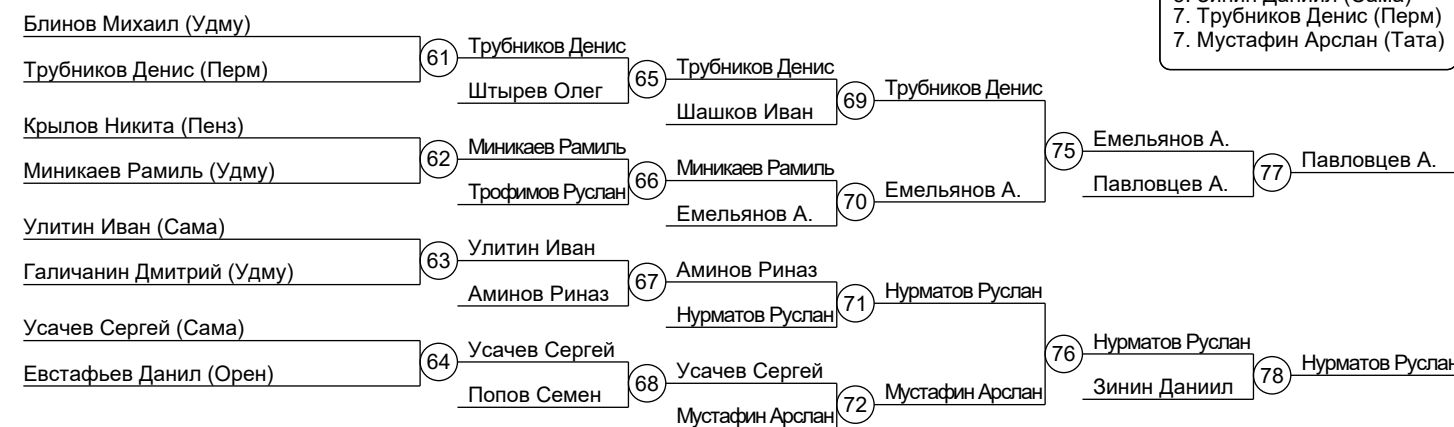 7. Трубников Денис (Перм)
7. Мустафин Арслан (Тата)
Блинов Михаил (Удму)
Трубников Денис (Перм)
61
Трубников Денис
Штырев Олег
65
Трубников Денис
Шашков Иван
69
Трубников Денис
Крылов Никита (Пенз)
Миникаев Рамиль (Удму)
62
Миникаев Рамиль
Трофимов Руслан
66
Миникаев Рамиль
Емельянов А.
70
Емельянов А.
75
Емельянов А.
Павловцев А.
77
Павловцев А.
Улитин Иван (Сама)
Галичанин Дмитрий (Удму)
63
Улитин Иван
Аминов Риназ
67
Аминов Риназ
Нурматов Руслан
71
Нурматов Руслан
Усачев Сергей (Сама)
Евстафьев Данил (Орен)
64
Усачев Сергей
Попов Семен
68
Усачев Сергей
Мустафин Арслан
72
Мустафин Арслан
76
Нурматов Руслан
Зинин Даниил
78
Нурматов Руслан